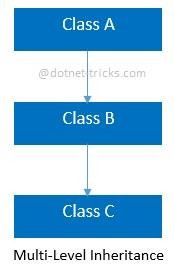 Class A
@dotnet-tricks.com
Class B
Class C
Multi-Level Inheritance